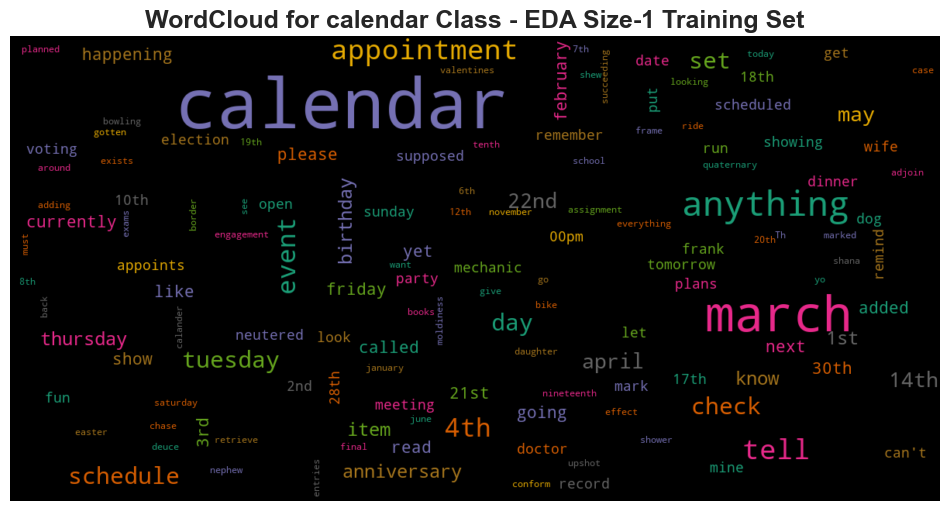 WordCloud for calendar Class - EDA Size-1 Training Set
planned
happening
appointment
valentines
february
7th
succeeding
shew
date
looking
set
today
18th
get
case
calendar
put
scheduled
may
bowling
gotten
voting
election
19th
please
remember
supposed
tenth
frame
ride
school
run
showing
wife
quaternary
around
exists
adding
10th
currently
exams
border
see
open
birthday
sunday
6th
12th
22nd
november
assignment
anything
dinner
adjoin
dog
everything
engagement
event
yet
00pm
20th
Th
marked
remind
must
appoints
want
mechanic
frank
tomorrow
shana
8th
like
friday
party
give
go
plans
yo
back
calander
books
moldiness
bike
march
added
thursday
neutered
look
called
day
let
next
1st
show
tuesday
january
daughter
april
know
30th
14th
2nd
28th
21st
mark
17th
fun
saturday
meeting
nineteenth
going
effect
check
easter
chase
3rd
item
june
4th
deuce
retrieve
final
read
doctor
shower
tell
can't
schedule
nephew
entries
anniversary
upshot
conform
record
mine